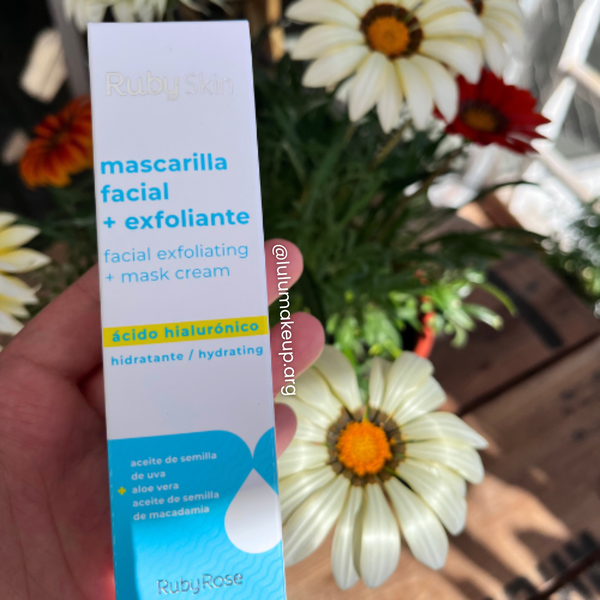 Ruby Skin
mascarilla
facial
+ exfoliante
facial exfoliating
+ mask cream
ácido hialurónico
hidratante / hydrating
aceite de semilla
de uva
+ aloe vera
aceite de semilla
de macadamia
RubyRose
@lulumakeup.org